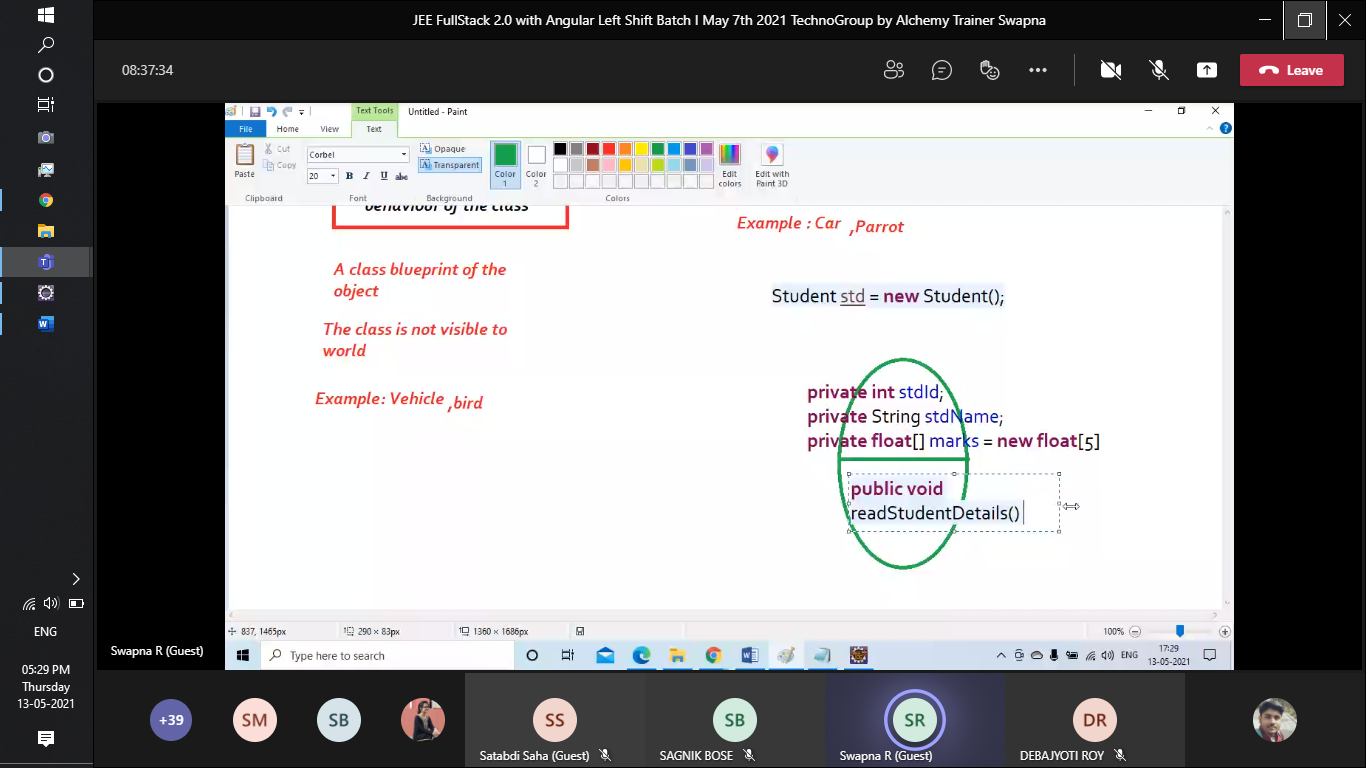 JEE FullStack 2.0 with Angular Left Shift Batch I May 7th 2021 TechnoGroup by Alchemy Trainer Swapna
08:37:34
Leave
Text Tools
Untitled - Paint
File
Home
View
Text
Cut
Copy
Paste
Clipboard
Corbel
20
B
I
U
abc
Font
Opaque
Transparent
Background
Color 1
Color 2
Edit colors
Colors
Edit with Paint 3D
behaviour of the class
A class blueprint of the
object
The class is not visible to
world
Example: Vehicle ,bird
Example : Car ,Parrot
Student std = new Student();
private int stdId;
private String stdName;
private float[] marks = new float[5]
public void
readStudentDetails()
837, 1465px
290 × 83px
1360 × 1686px
100%
Type here to search
ENG
17:29
13-05-2021
Swapna R (Guest)
ENG
05:29 PM
Thursday
13-05-2021
+39
SM
SB
SS
Satabdi Saha (Guest)
SB
SAGNIK BOSE
SR
Swapna R (Guest)
DR
DEBAJYOTI ROY